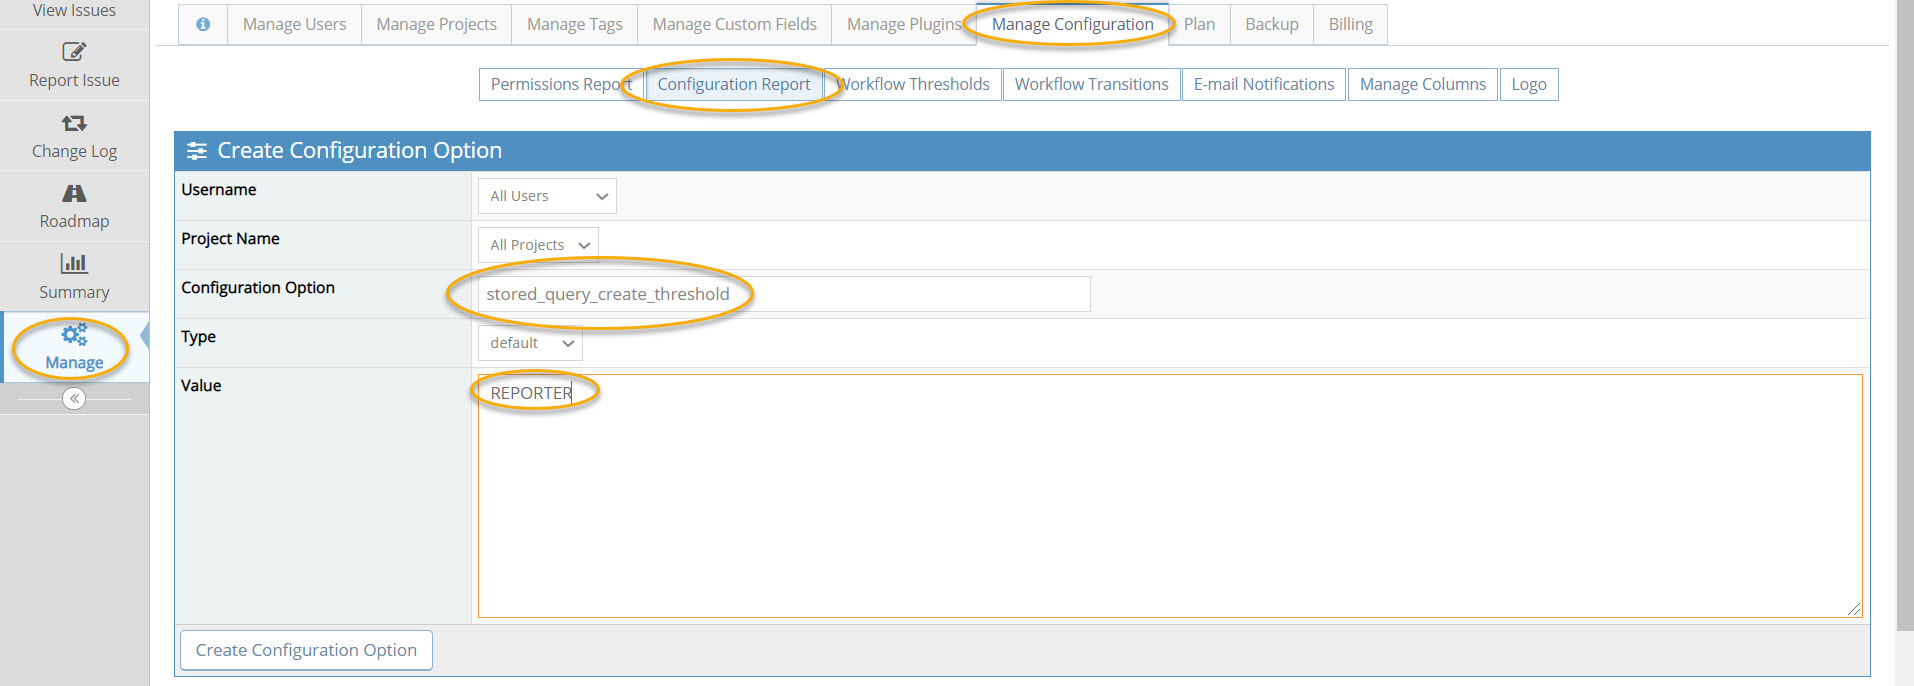 View Issues
Report Issue
Change Log
Roadmap
Summary
Manage
Manage Users Manage Projects Manage Tags Manage Custom Fields Manage Plugins Manage Configuration Plan Backup Billing
Permissions Report Configuration Report Workflow Thresholds Workflow Transitions E-mail Notifications Manage Columns Logo
Create Configuration Option
Username All Users
Project Name All Projects
Configuration Option stored_query_create_threshold
Type default
Value REPORTER
Create Configuration Option